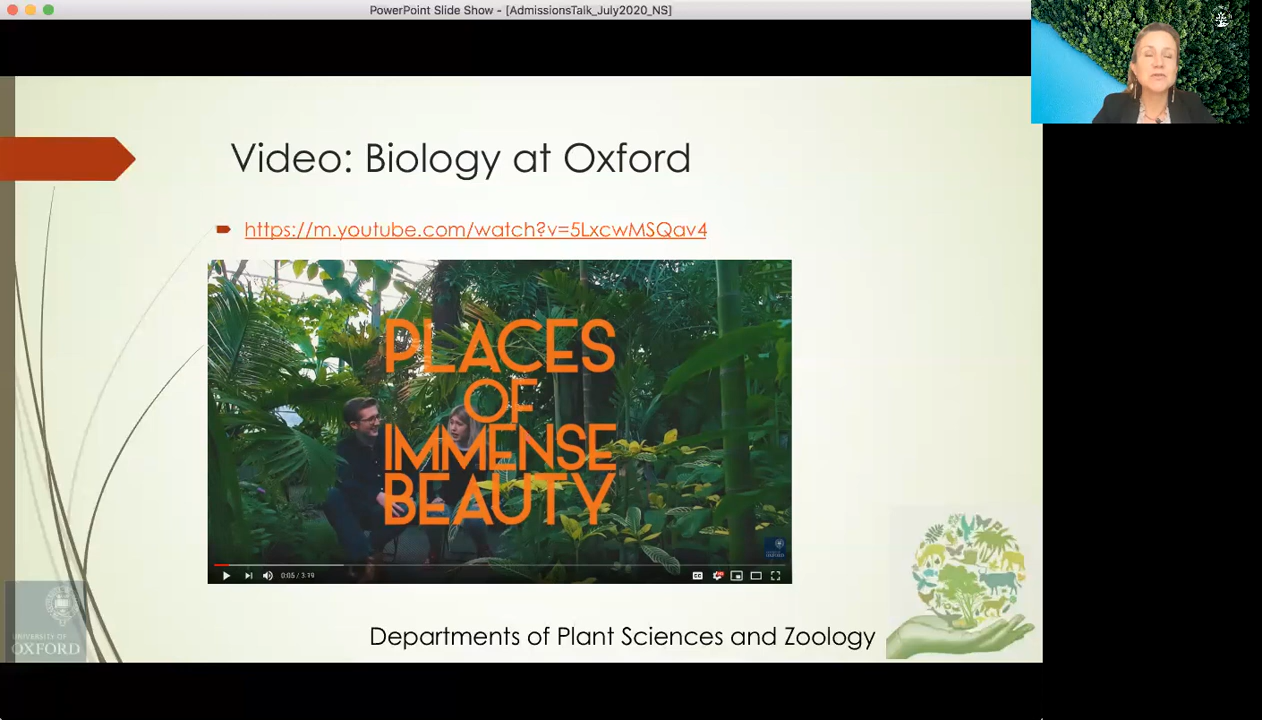 PowerPoint Slide Show - [AdmissionsTalk_July2020_NS]
Video: Biology at Oxford
https://m.youtube.com/watch?v=5LxcwMSQav4
PLACES
OF
IMMENSE
BEAUTY
0:05 / 3:19
CC
UNIVERSITY OF
OXFORD
Departments of Plant Sciences and Zoology